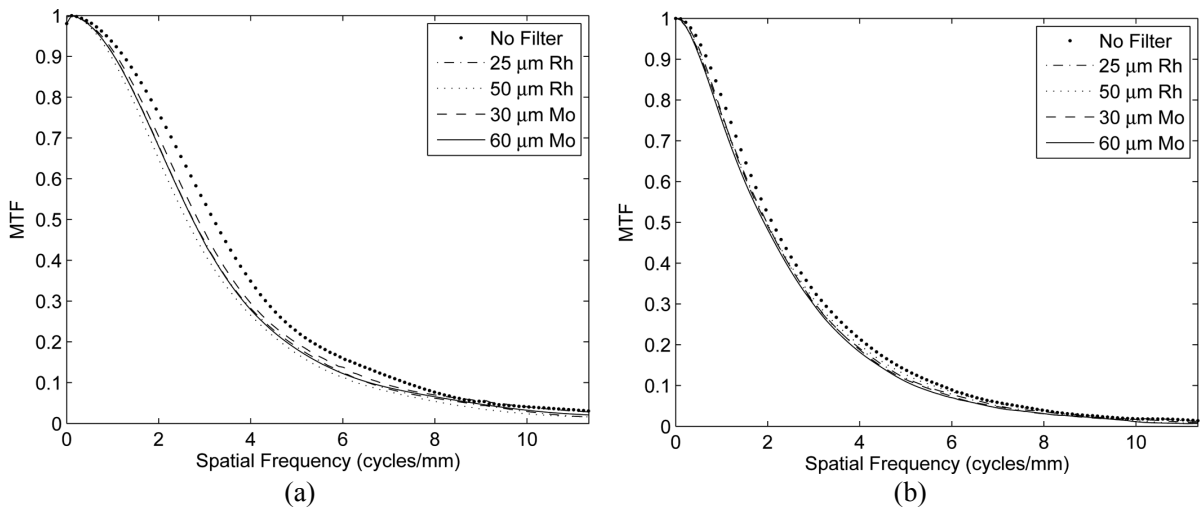 1
0.9
0.8
0.7
0.6
0.5
0.4
0.3
0.2
0.1
0
MTF
0 2 4 6 8 10
Spatial Frequency (cycles/mm)
No Filter
25 μm Rh
50 μm Rh
30 μm Mo
60 μm Mo
(a)
1
0.9
0.8
0.7
0.6
0.5
0.4
0.3
0.2
0.1
0
MTF
0 2 4 6 8 10
Spatial Frequency (cycles/mm)
No Filter
25 μm Rh
50 μm Rh
30 μm Mo
60 μm Mo
(b)